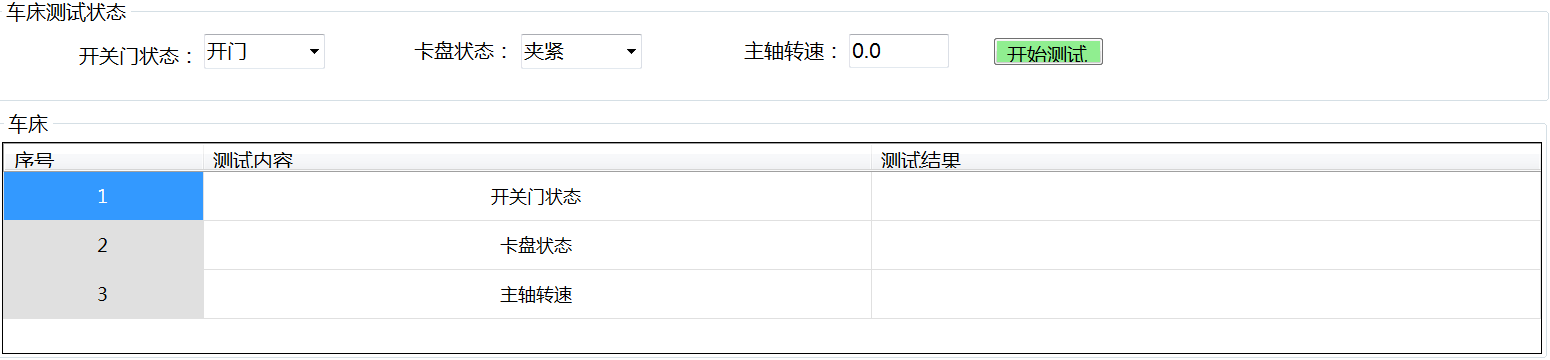 车床测试状态
开关门状态： 开门 卡盘状态： 夹紧 主轴转速： 0.0 开始测试
车床
序号 测试内容 测试结果
1 开关门状态
2 卡盘状态
3 主轴转速